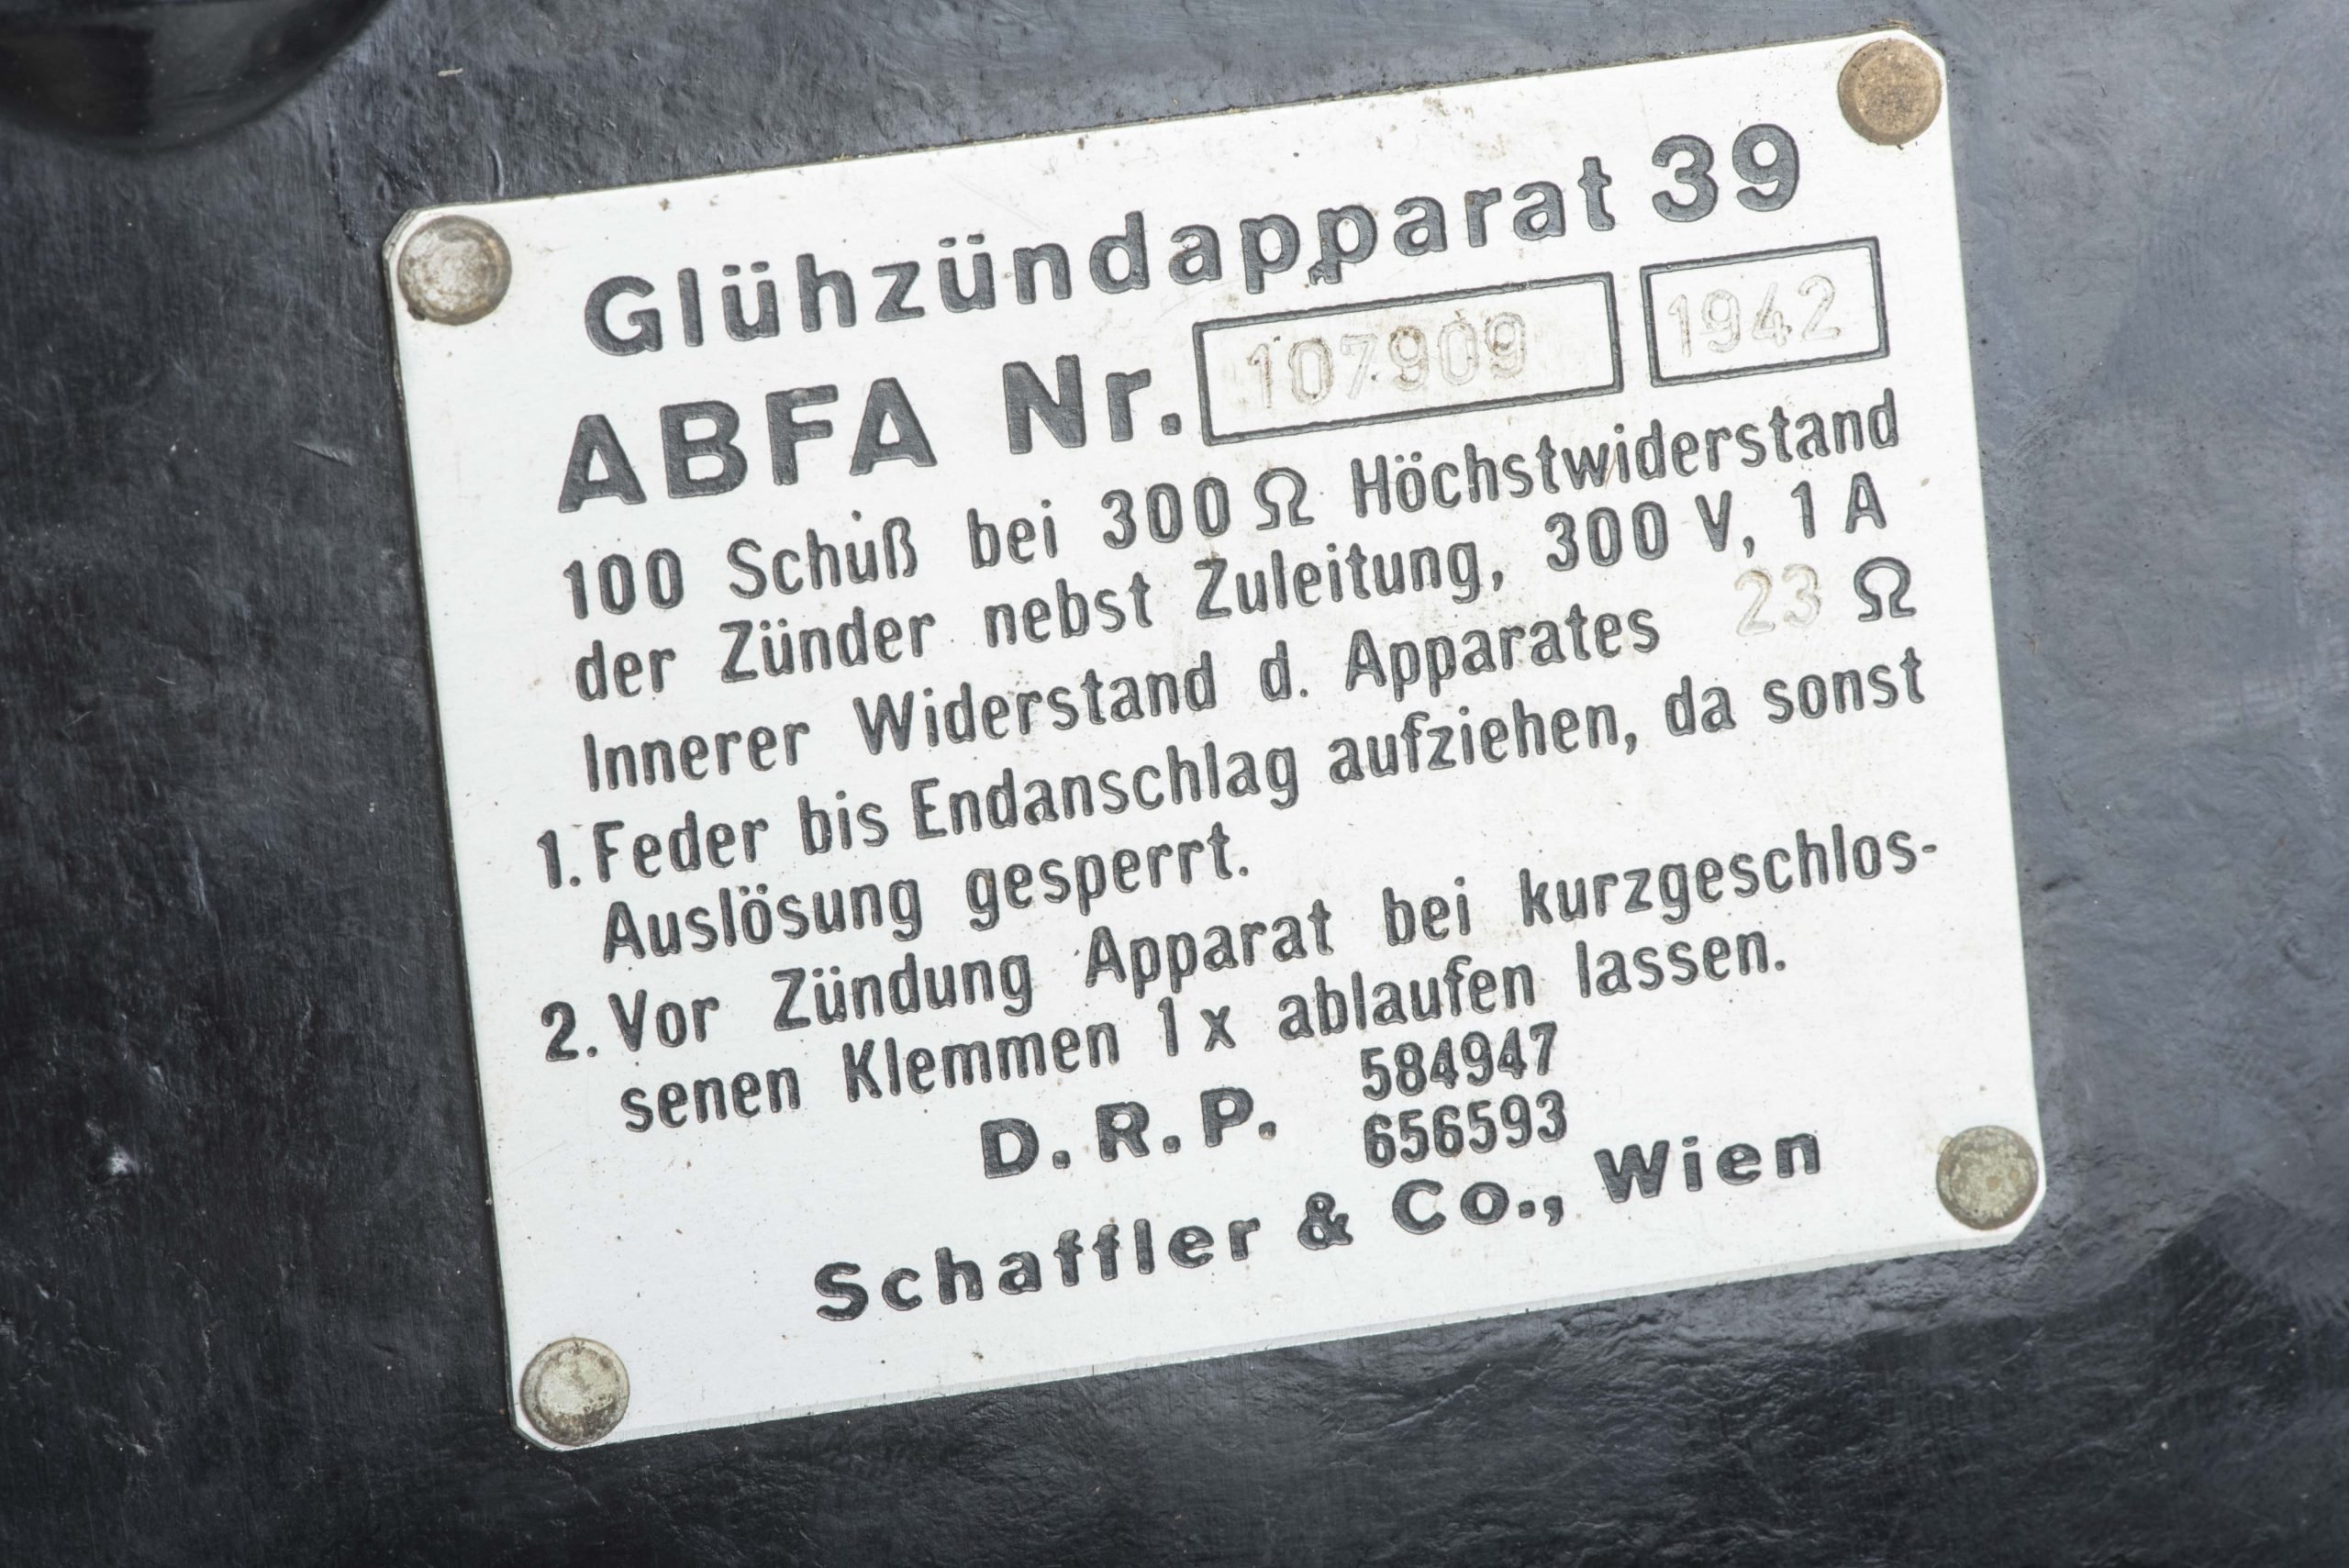 Glühzündapparat 39
ABFA Nr. 107909 1942
100 Schuß bei 300 Ω Höchstwiderstand
der Zünder nebst Zuleitung, 300 V, 1 A
Innerer Widerstand d. Apparates 23 Ω
1. Feder bis Endanschlag aufziehen, da sonst
Auslösung gesperrt.
2. Vor Zündung Apparat bei kurzgeschlos-
senen Klemmen 1 x ablaufen lassen.
D.R.P. 584947
656593
Schaffler & Co., Wien